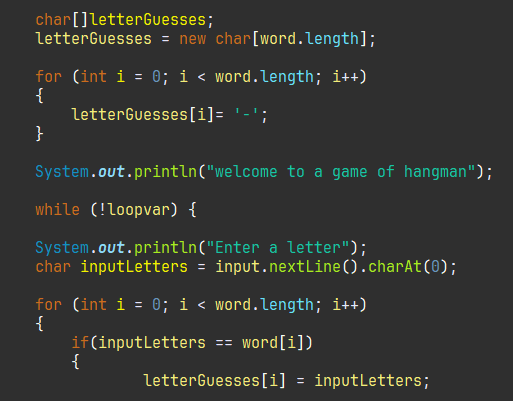 char[]letterGuesses;
letterGuesses = new char[word.length];
for (int i = 0; i < word.length; i++)
{
letterGuesses[i]= '-';
}
System.out.println("welcome to a game of hangman");
while (!loopvar) {
System.out.println("Enter a letter");
char inputLetters = input.nextLine().charAt(0);
for (int i = 0; i < word.length; i++)
{
if(inputLetters == word[i])
{
letterGuesses[i] = inputLetters;